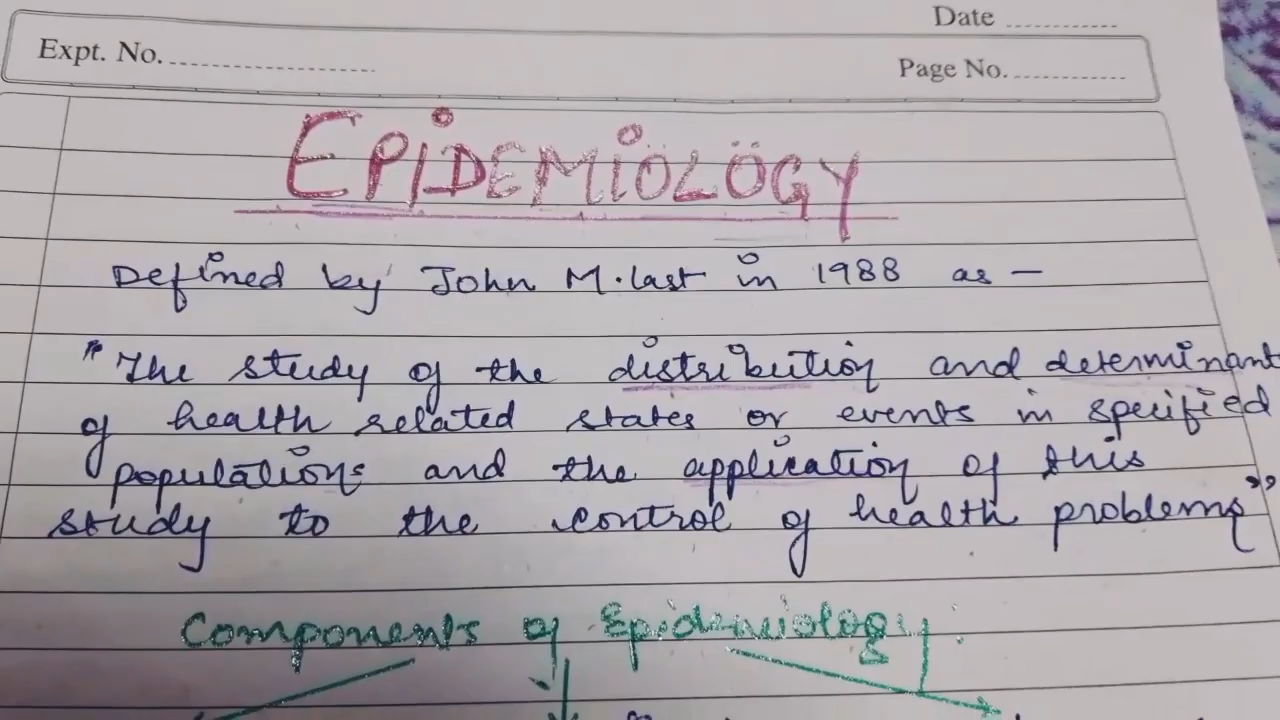 Date ............
Expt. No. ........................
Page No. ............
EPIDEMIOLOGY
Defined by John M. last in 1988 as —
"The study of the distribution and determinant
of health related states or events in specified
populations and the application of this
study to the control of health problems"
Components of Epidemiology.